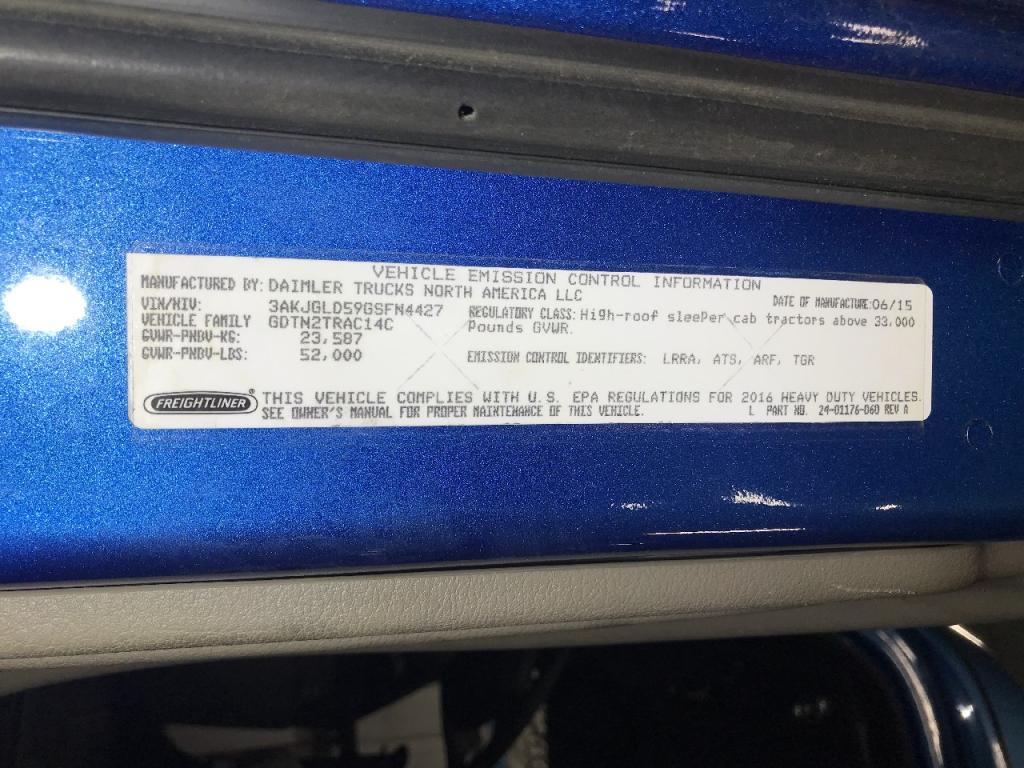 VEHICLE EMISSION CONTROL INFORMATION
MANUFACTURED BY: DAIMLER TRUCKS NORTH AMERICA LLC DATE OF MANUFACTURE: 06/15
VIN/NIV: 3AKJGLD59GSFN4427 REGULATORY CLASS: High-roof sleeper cab tractors above 33,000
VEHICLE FAMILY GDTN2TRAC14C Pounds GVWR.
GVWR-PNBV-KG: 23,587
GVWR-PNBV-LBS: 52,000 EMISSION CONTROL IDENTIFIERS: LRRA, ATS, ARF, TGR
FREIGHTLINER® THIS VEHICLE COMPLIES WITH U.S. EPA REGULATIONS FOR 2016 HEAVY DUTY VEHICLES.
SEE OWNER'S MANUAL FOR PROPER MAINTENANCE OF THIS VEHICLE. L PART NO. 24-01176-060 REV A